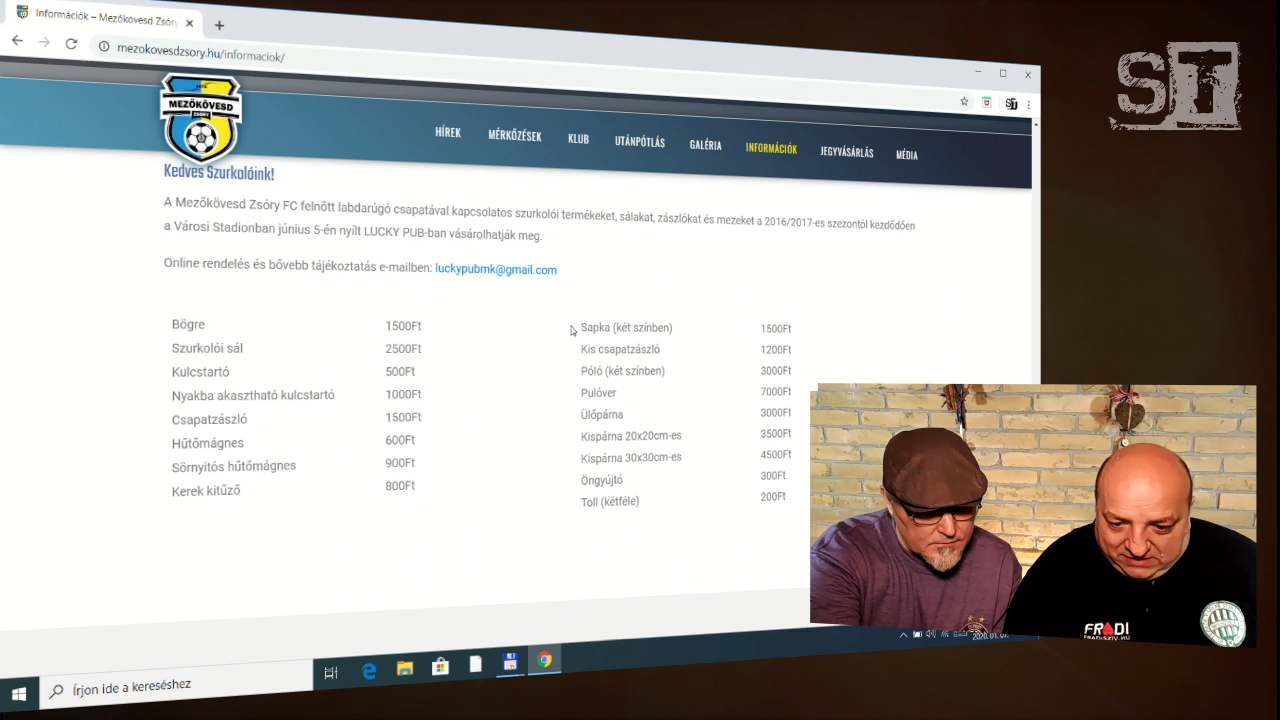 Információk – Mezőkövesd Zsóry
mezokovesdzsory.hu/informaciok/
ST
MEZŐKÖVESD
ZSÓRY
HÍREK MÉRKŐZÉSEK KLUB UTÁNPÓTLÁS GALÉRIA INFORMÁCIÓK JEGYVÁSÁRLÁS MÉDIA
Kedves Szurkolóink!
A Mezőkövesd Zsóry FC felnőtt labdarúgó csapatával kapcsolatos szurkolói termékeket, sálakat, zászlókat és mezeket a 2016/2017-es szezontól kezdődően
a Városi Stadionban június 5-én nyílt LUCKY PUB-ban vásárolhatják meg.
Online rendelés és bővebb tájékoztatás e-mailben: luckypubmk@gmail.com
Bögre 1500Ft
Szurkolói sál 2500Ft
Kulcstartó 500Ft
Nyakba akasztható kulcstartó 1000Ft
Csapatzászló 1500Ft
Hűtőmágnes 600Ft
Sörnyitós hűtőmágnes 900Ft
Kerek kitűző 800Ft
Sapka (két színben) 1500Ft
Kis csapatzászló 1200Ft
Póló (két színben) 3000Ft
Pulóver 7000Ft
Ülőpárna 3000Ft
Kispárna 20x20cm-es 3500Ft
Kispárna 30x30cm-es 4500Ft
Öngyújtó 300Ft
Toll (kétféle) 200Ft
FRADI
FRADISZIV.HU
Írjon ide a kereséshez